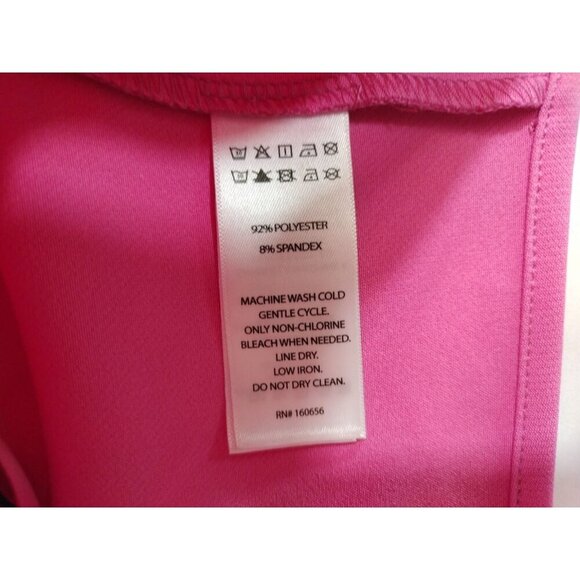 92% POLYESTER
8% SPANDEX
MACHINE WASH COLD
GENTLE CYCLE.
ONLY NON-CHLORINE
BLEACH WHEN NEEDED.
LINE DRY.
LOW IRON.
DO NOT DRY CLEAN.
RN# 160656